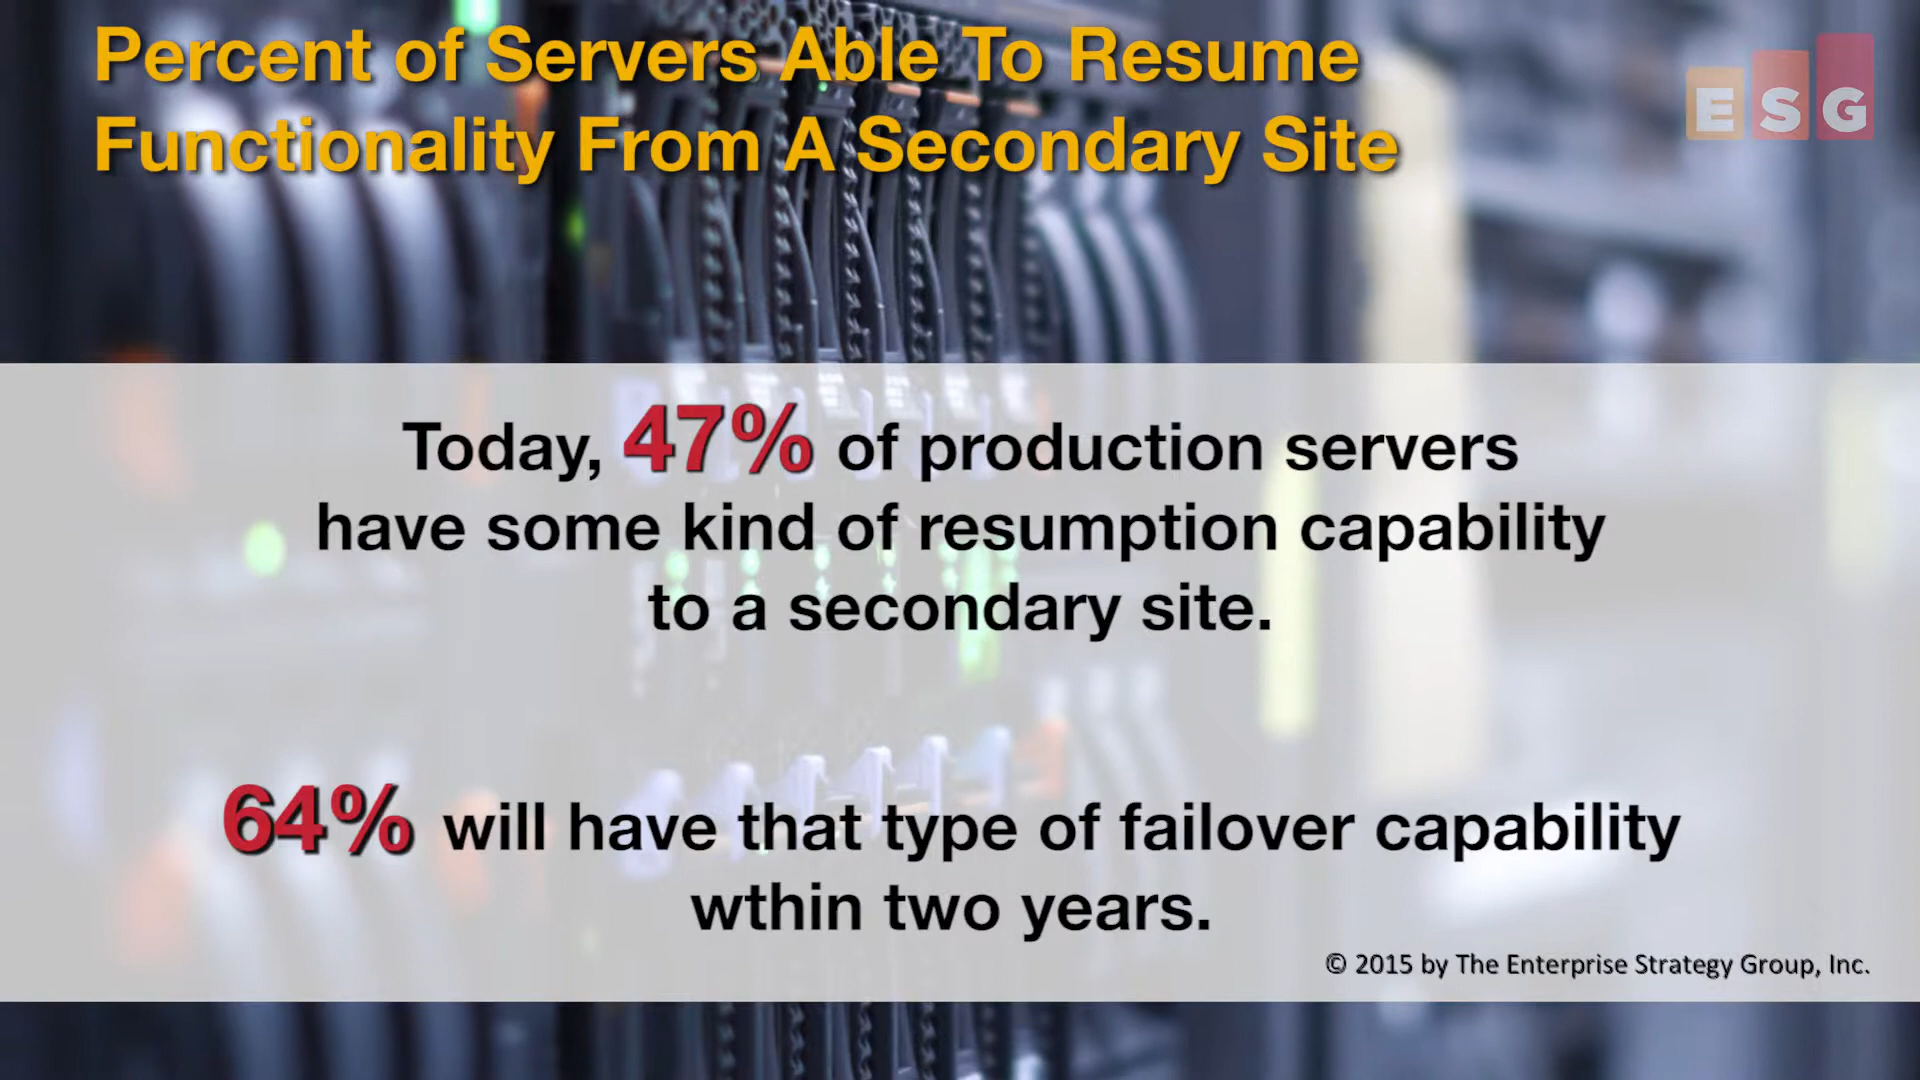 Percent of Servers Able To Resume
Functionality From A Secondary Site
ESG
Today, 47% of production servers
have some kind of resumption capability
to a secondary site.
64% will have that type of failover capability
wthin two years.
© 2015 by The Enterprise Strategy Group, Inc.